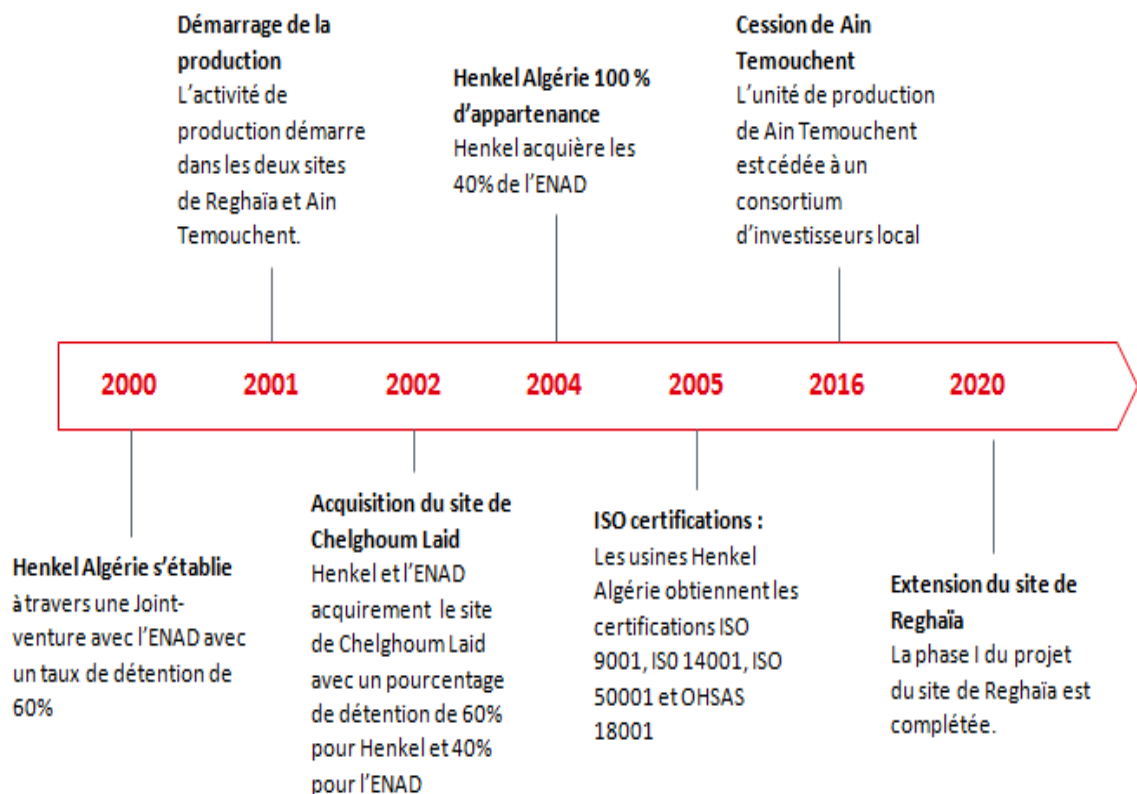 Démarrage de la
production
L'activité de
production démarre
dans les deux sites
de Reghaïa et Ain
Temouchent.
Henkel Algérie 100 %
d'appartenance
Henkel acquière les
40% de l'ENAD
Cession de Ain
Temouchent
L'unité de production
de Ain Temouchent
est cédée à un
consortium
d'investisseurs local
2000 2001 2002 2004 2005 2016 2020
Henkel Algérie s'établie
à travers une Joint-
venture avec l'ENAD avec
un taux de détention de
60%
Acquisition du site de
Chelghoum Laid
Henkel et l'ENAD
acquirement le site
de Chelghoum Laid
avec un pourcentage
de détention de 60%
pour Henkel et 40%
pour l'ENAD
ISO certifications :
Les usines Henkel
Algérie obtiennent les
certifications ISO
9001, IS0 14001, ISO
50001 et OHSAS
18001
Extension du site de
Reghaïa
La phase I du projet
du site de Reghaïa est
complétée.